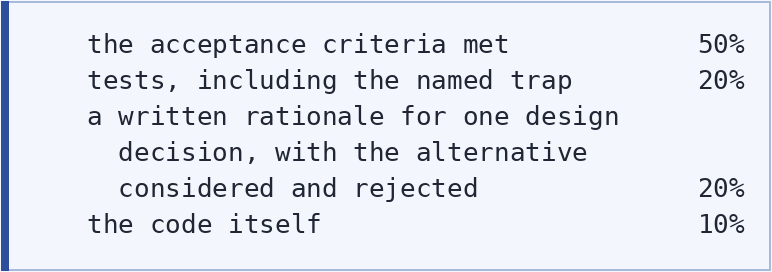 the acceptance criteria met 50%
tests, including the named trap 20%
a written rationale for one design
decision, with the alternative
considered and rejected 20%
the code itself 10%